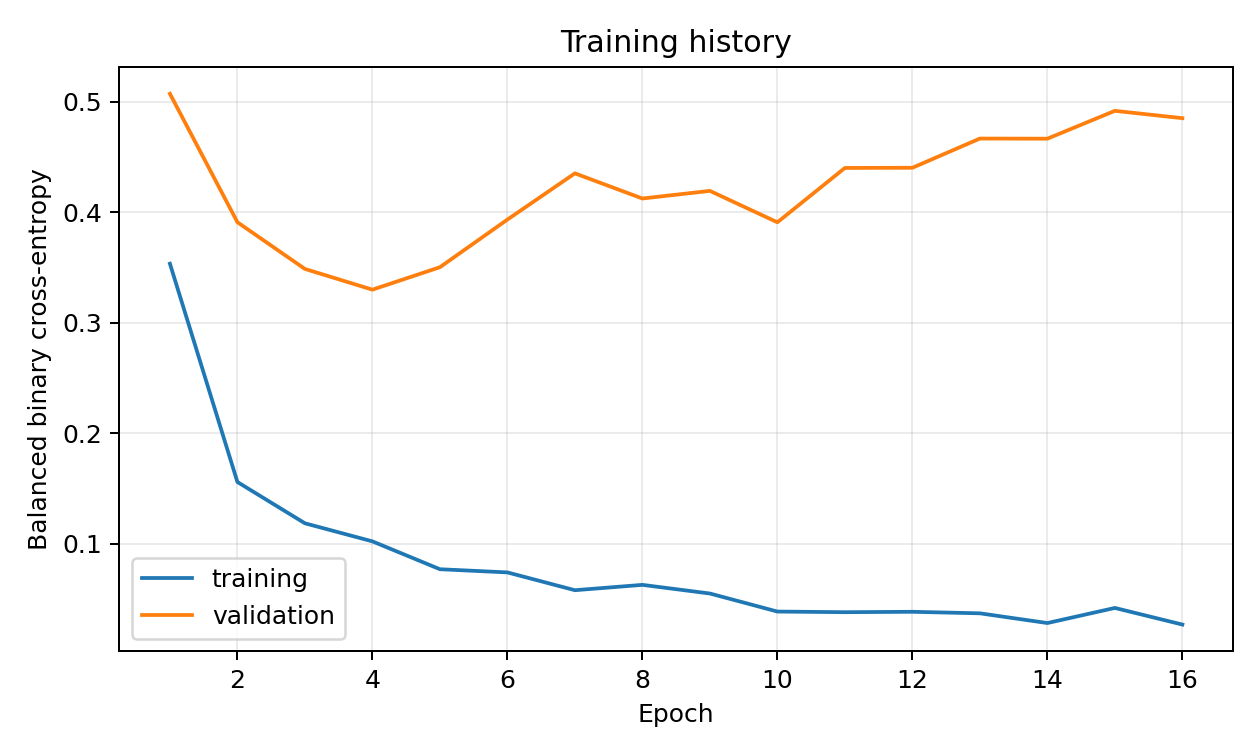 Training history
Balanced binary cross-entropy
0.5
0.4
0.3
0.2
0.1
training
validation
2 4 6 8 10 12 14 16
Epoch